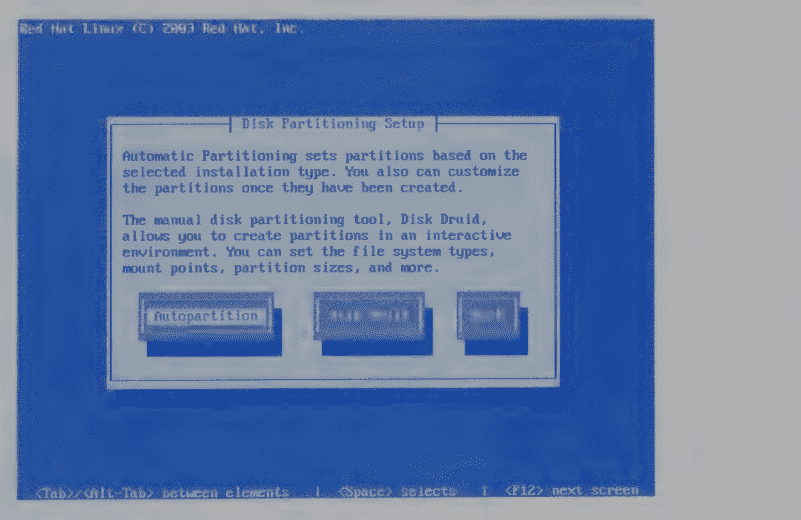 Red Hat Linux (C) 2003 Red Hat, Inc.
Disk Partitioning Setup
Automatic Partitioning sets partitions based on the
selected installation type. You also can customize
the partitions once they have been created.
The manual disk partitioning tool, Disk Druid,
allows you to create partitions in an interactive
environment. You can set the file system types,
mount points, partition sizes, and more.
Autopartition
<Tab>/<Alt-Tab> between elements | <Space> selects | <F12> next screen